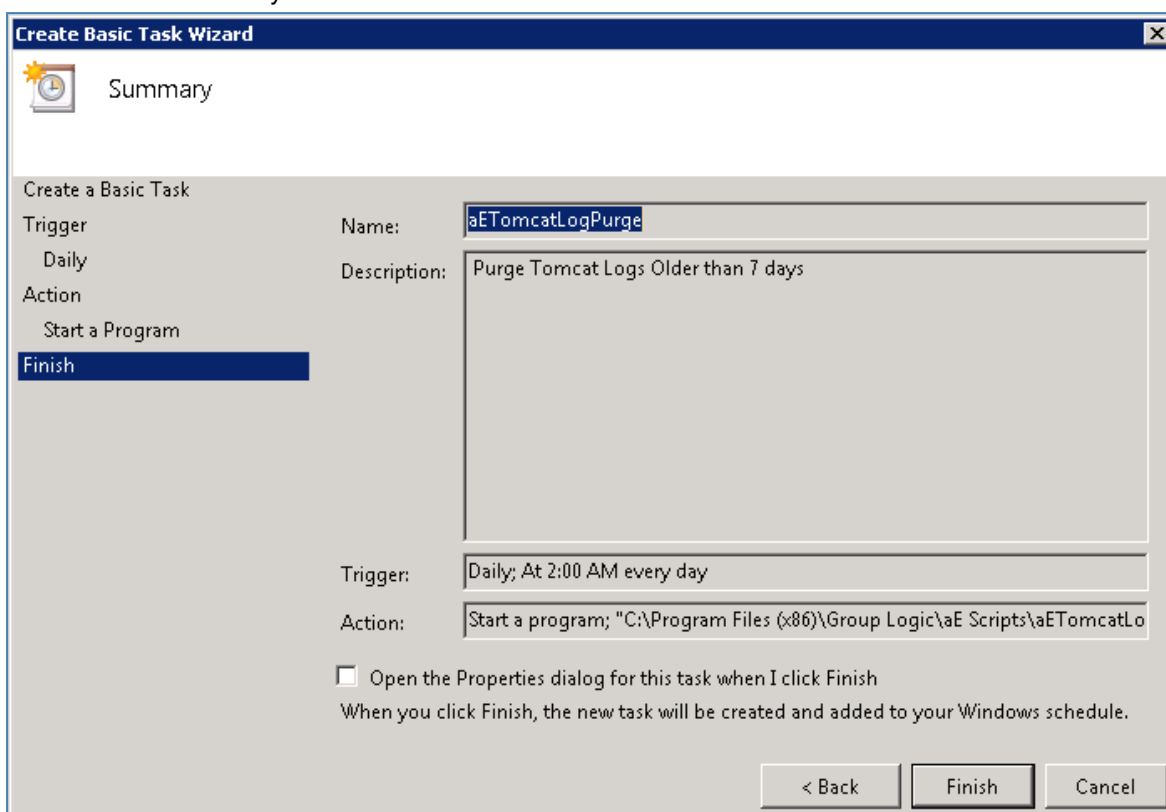 Create Basic Task Wizard
Summary
Create a Basic Task
Trigger
Daily
Action
Start a Program
Finish
Name: aETomcatLogPurge
Description: Purge Tomcat Logs Older than 7 days
Trigger: Daily; At 2:00 AM every day
Action: Start a program; "C:\Program Files (x86)\Group Logic\aE Scripts\aETomcatLo
Open the Properties dialog for this task when I click Finish
When you click Finish, the new task will be created and added to your Windows schedule.
< Back Finish Cancel